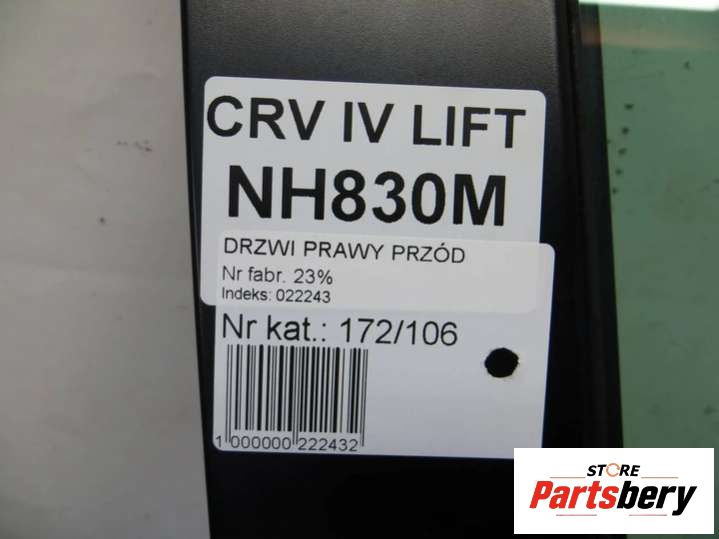 CRV IV LIFT
NH830M
DRZWI PRAWY PRZÓD
Nr fabr. 23%
Indeks: 022243
Nr kat.: 172/106
1 000000 222432
STORE
Partsbery